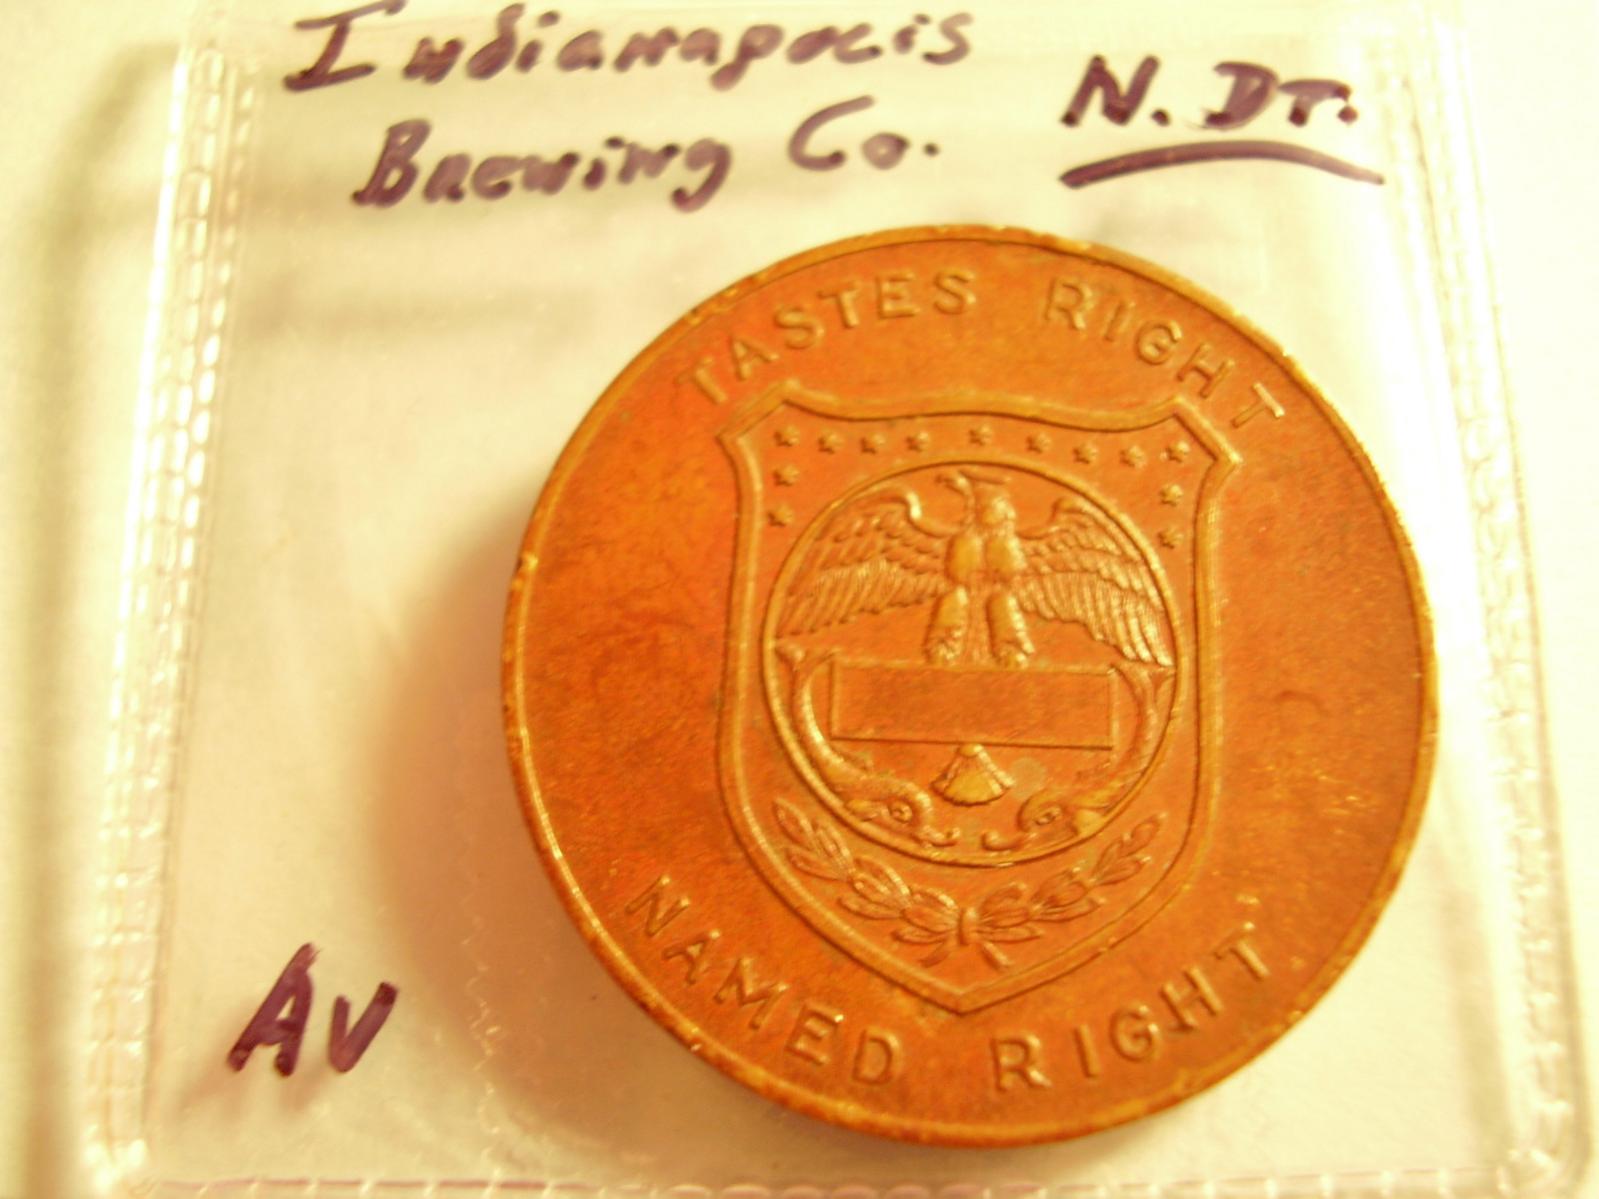 Indianapolis
Brewing Co.
N. DT.
TASTES RIGHT
NAMED RIGHT
AV